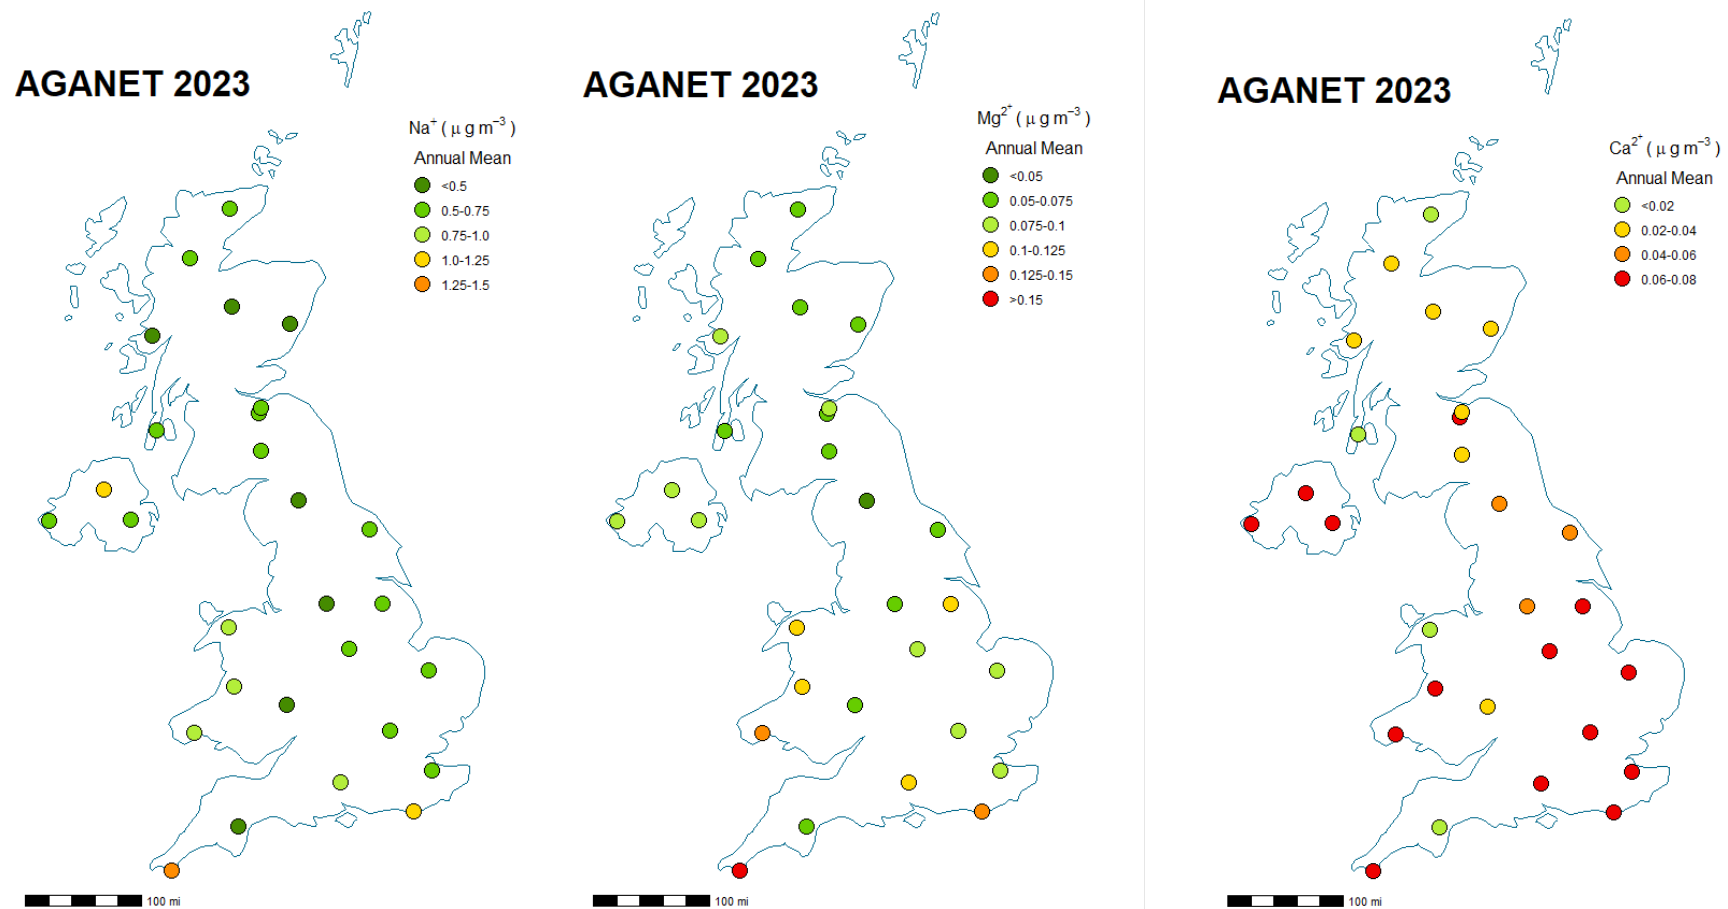 AGANET 2023
Na⁺ ( μ g m⁻³ )
Annual Mean
<0.5
0.5-0.75
0.75-1.0
1.0-1.25
1.25-1.5
100 mi
AGANET 2023
Mg²⁺ ( μ g m⁻³ )
Annual Mean
<0.05
0.05-0.075
0.075-0.1
0.1-0.125
0.125-0.15
>0.15
100 mi
AGANET 2023
Ca²⁺ ( μ g m⁻³ )
Annual Mean
<0.02
0.02-0.04
0.04-0.06
0.06-0.08
100 mi